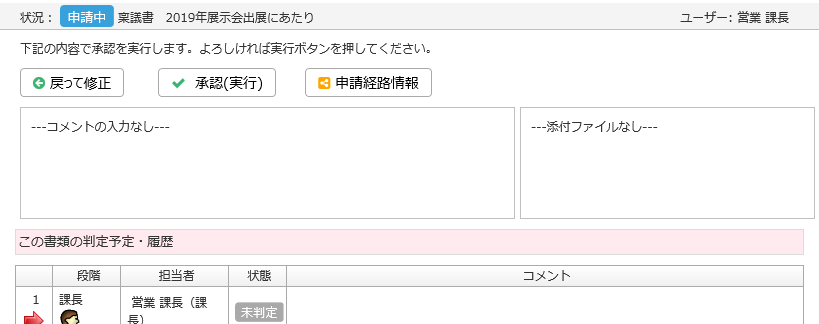 状況： 申請中 稟議書 2019年展示会出展にあたり ユーザー: 営業 課長
下記の内容で承認を実行します。よろしければ実行ボタンを押してください。
戻って修正 承認(実行) 申請経路情報
---コメントの入力なし--- ---添付ファイルなし---
この書類の判定予定・履歴
段階 担当者 状態 コメント
1 課長 営業 課長（課
長） 未判定